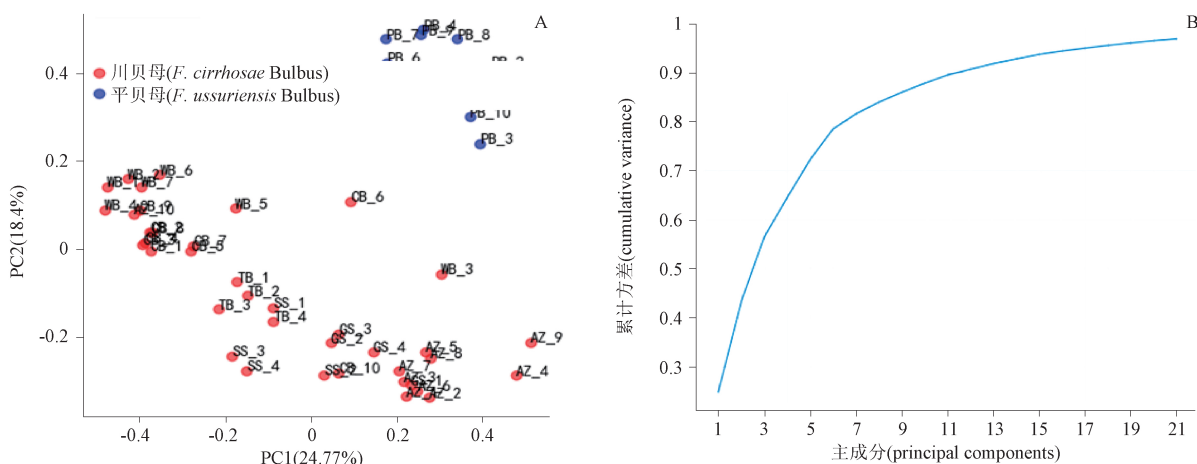 A
PB_7
PB_4
PB_8
PB_6
川贝母(F. cirrhosae Bulbus)
平贝母(F. ussuriensis Bulbus)
PB_10
PB_3
WB_6
WB_1
WB_7
WB_5
CB_6
CB_7
CB_5
CB_1
WB_3
TB_1
TB_2
TB_3
SS_1
TB_4
GS_3
GS_2
GS_4
SS_3
SS_4
CB_10
AZ_5
AZ_8
AZ_7
AZ_2
AZ_9
AZ_4
0.4
0.2
0
-0.2
-0.4
-0.2
0
0.2
0.4
PC2(18.4%)
PC1(24.77%)
B
1
0.9
0.8
0.7
0.6
0.5
0.4
0.3
1
3
5
7
9
11
13
15
17
19
21
累计方差(cumulative variance)
主成分(principal components)